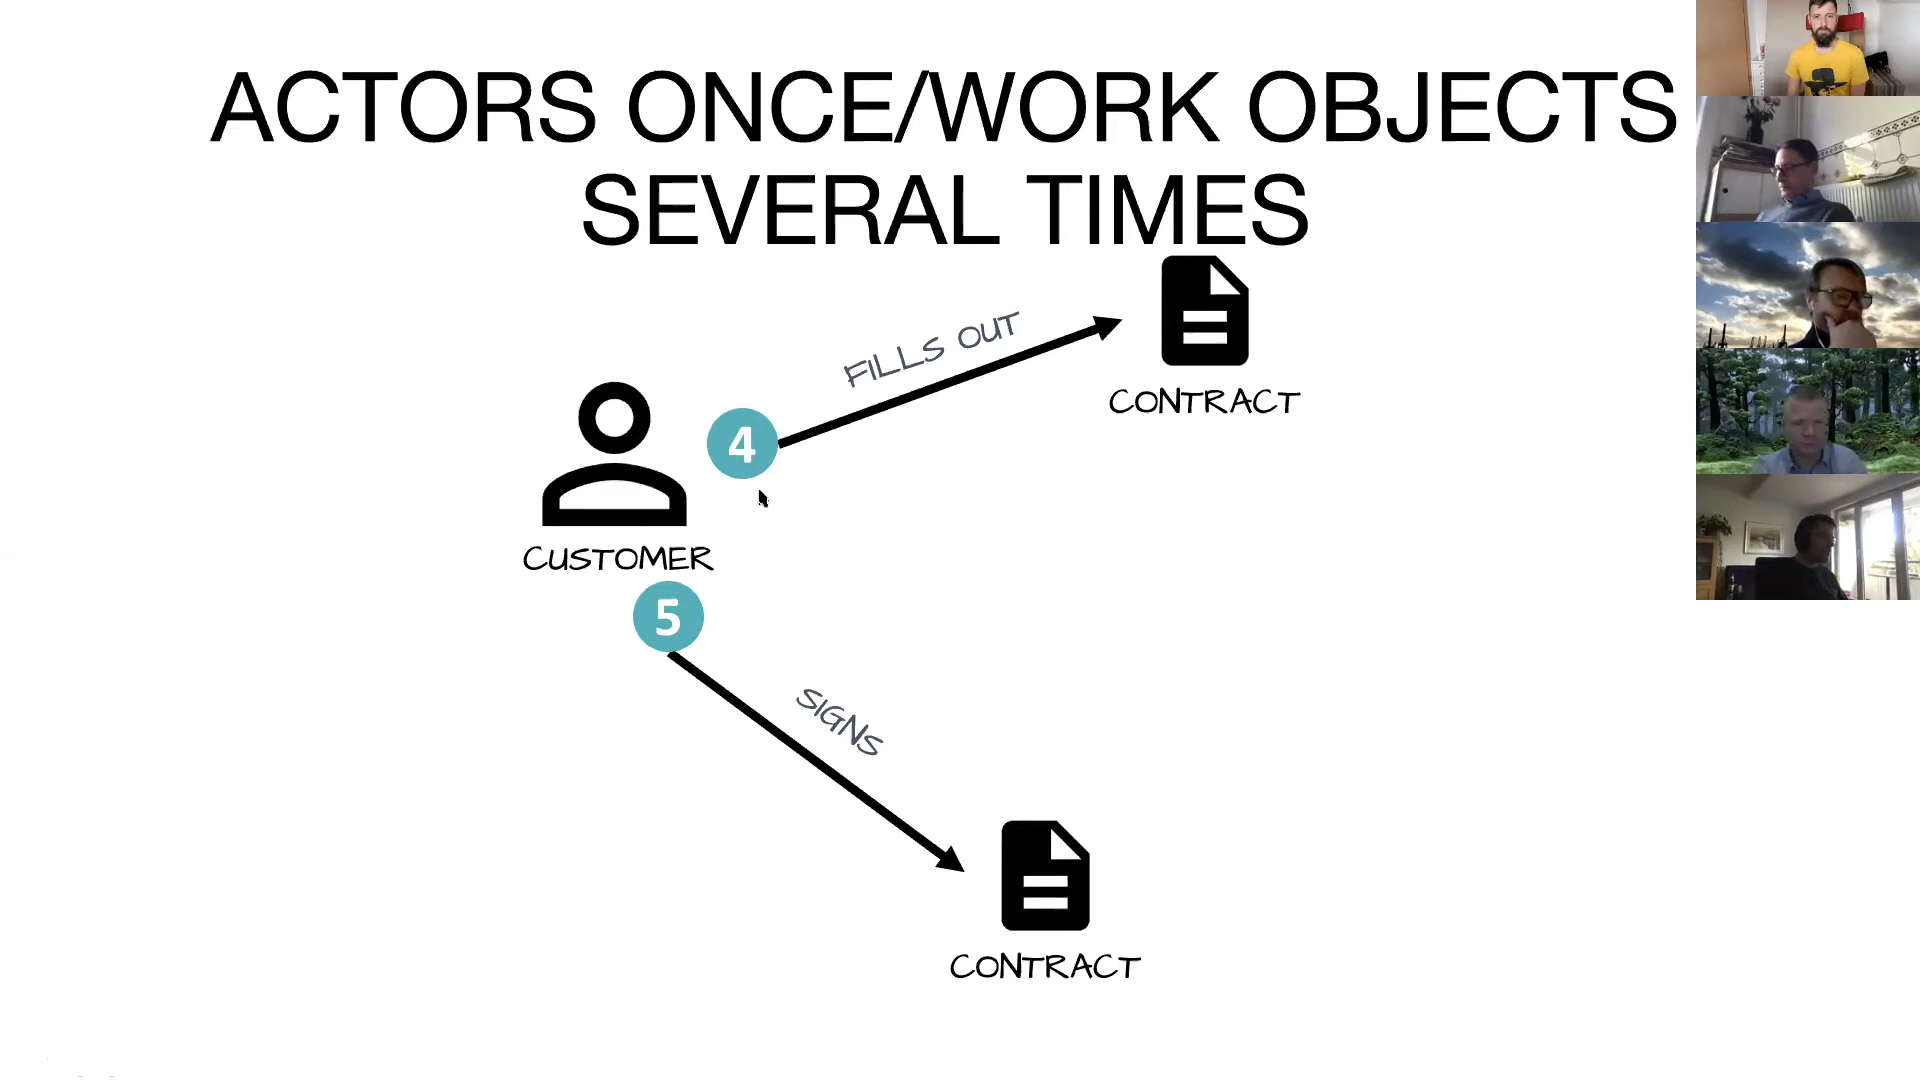 ACTORS ONCE/WORK OBJECTS
SEVERAL TIMES
FILLS OUT
CONTRACT
4
CUSTOMER
5
SIGNS
CONTRACT